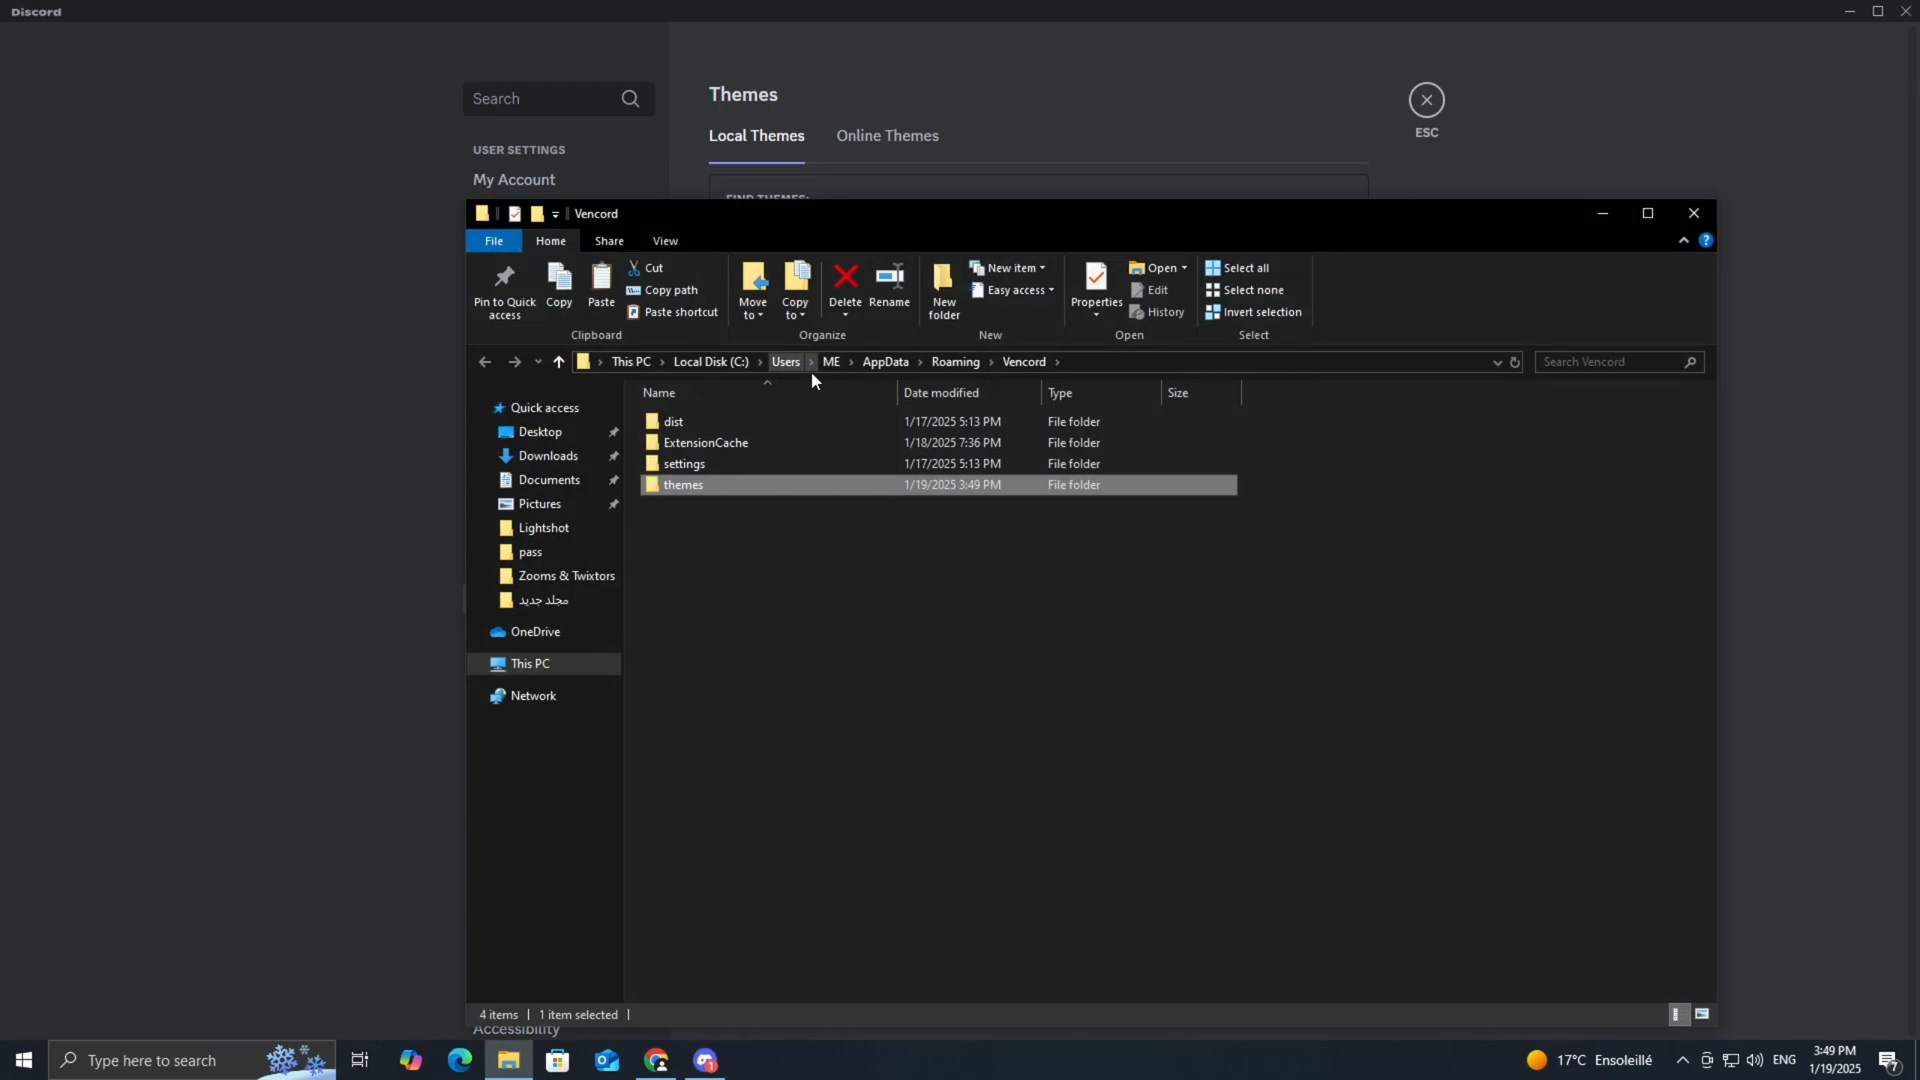 Discord
Search
Themes
ESC
Local Themes
Online Themes
USER SETTINGS
My Account
FIND THEMES:
Vencord
File
Home
Share
View
Pin to Quick access
Copy
Paste
Cut
Copy path
Paste shortcut
Clipboard
Move to
Copy to
Delete
Rename
Organize
New folder
New item
Easy access
New
Properties
Open
Edit
History
Open
Select all
Select none
Invert selection
Select
This PC
Local Disk (C:)
Users
ME
AppData
Roaming
Vencord
Search Vencord
Name
Date modified
Type
Size
dist 1/17/2025 5:13 PM File folder
ExtensionCache 1/18/2025 7:36 PM File folder
settings 1/17/2025 5:13 PM File folder
themes 1/19/2025 3:49 PM File folder
Quick access
Desktop
Downloads
Documents
Pictures
Lightshot
pass
Zooms & Twixtors
مجلد جديد
OneDrive
This PC
Network
4 items
1 item selected
Accessibility
Type here to search
1
17°C Ensoleillé
ENG
3:49 PM
1/19/2025
7